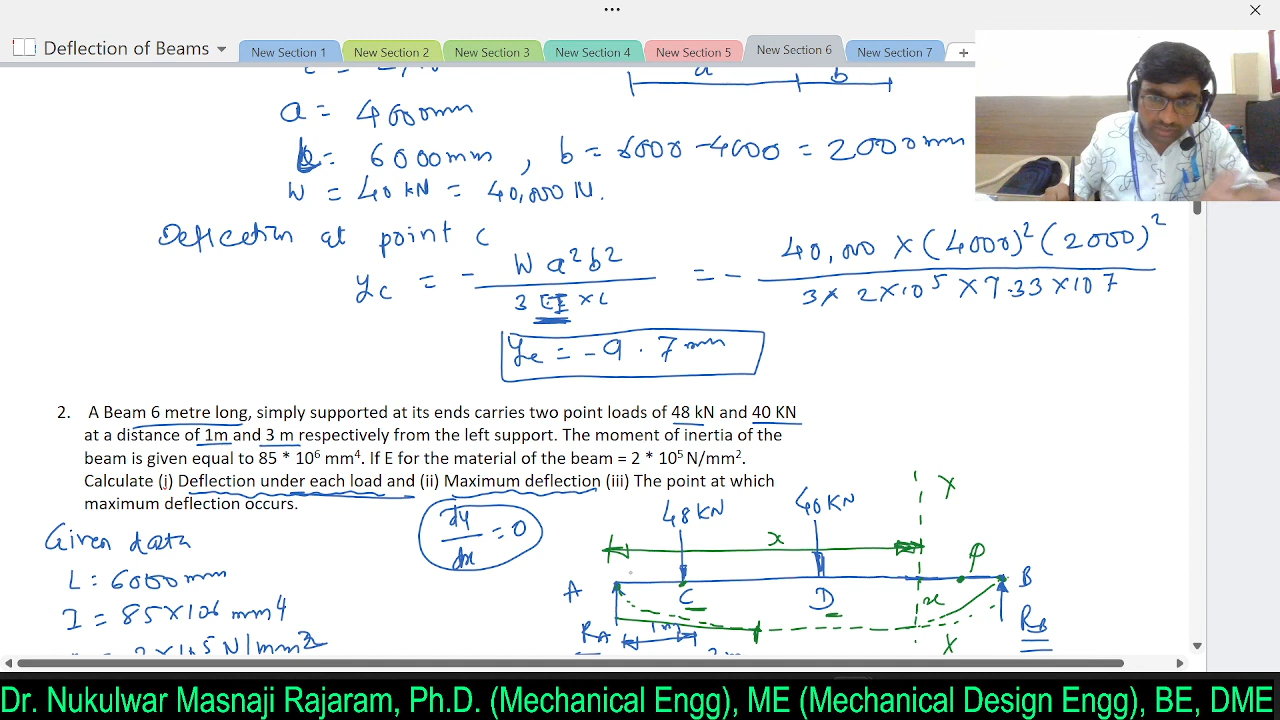 Deflection of Beams
New Section 1 New Section 2 New Section 3 New Section 4 New Section 5 New Section 6 New Section 7 +
a b
a = 4000mm
b = 6000mm , b = 6000 - 4000 = 2000mm
W = 40 kN = 40,000 N.
Deflection at point C
yc = - W a²b² / 3 EI × L = - 40,000 × (4000)² (2000)² / 3 × 2×10⁵ × 7.33×10⁷
yc = -9.7mm
2. A Beam 6 metre long, simply supported at its ends carries two point loads of 48 kN and 40 KN
at a distance of 1m and 3 m respectively from the left support. The moment of inertia of the
beam is given equal to 85 * 10⁶ mm⁴. If E for the material of the beam = 2 * 10⁵ N/mm².
Calculate (i) Deflection under each load and (ii) Maximum deflection (iii) The point at which
maximum deflection occurs.
Given data
L = 6000 mm
I = 85×106 mm4
dy/dx = 0
48 KN 40 KN X
x P
A C D x B
RA 1m X RB
Dr. Nukulwar Masnaji Rajaram, Ph.D. (Mechanical Engg), ME (Mechanical Design Engg), BE, DME